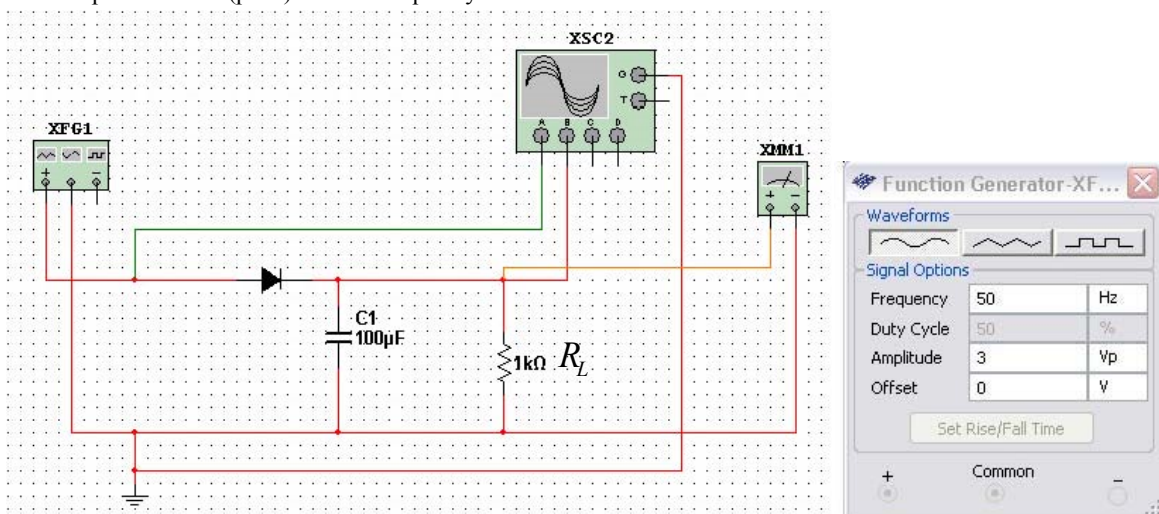 XSC2
G
T
A B C D
XFG1
+ −
XMM1
+ −
C1
100µF
1kΩ R_L
Function Generator-XF...
Waveforms
Signal Options
Frequency 50 Hz
Duty Cycle 50 %
Amplitude 3 Vp
Offset 0 V
Set Rise/Fall Time
+ Common −